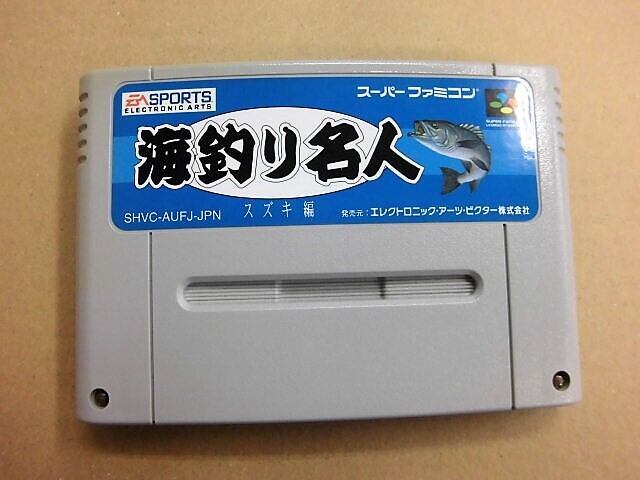 EA SPORTS
ELECTRONIC ARTS
スーパーファミコン
海釣り名人
SHVC-AUFJ-JPN
スズキ編
発売元：エレクトロニック・アーツ・ビクター株式会社